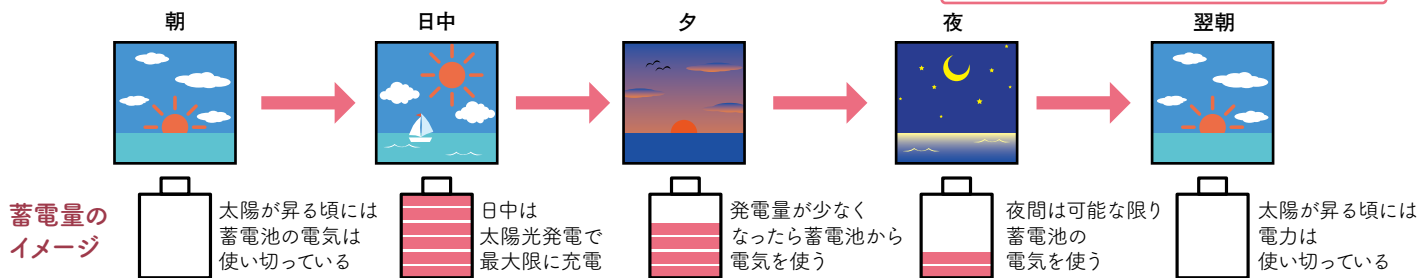 朝
日中
夕
夜
翌朝
蓄電量の
イメージ
太陽が昇る頃には
蓄電池の電気は
使い切っている
日中は
太陽光発電で
最大限に充電
発電量が少なく
なったら蓄電池から
電気を使う
夜間は可能な限り
蓄電池の
電気を使う
太陽が昇る頃には
電力は
使い切っている